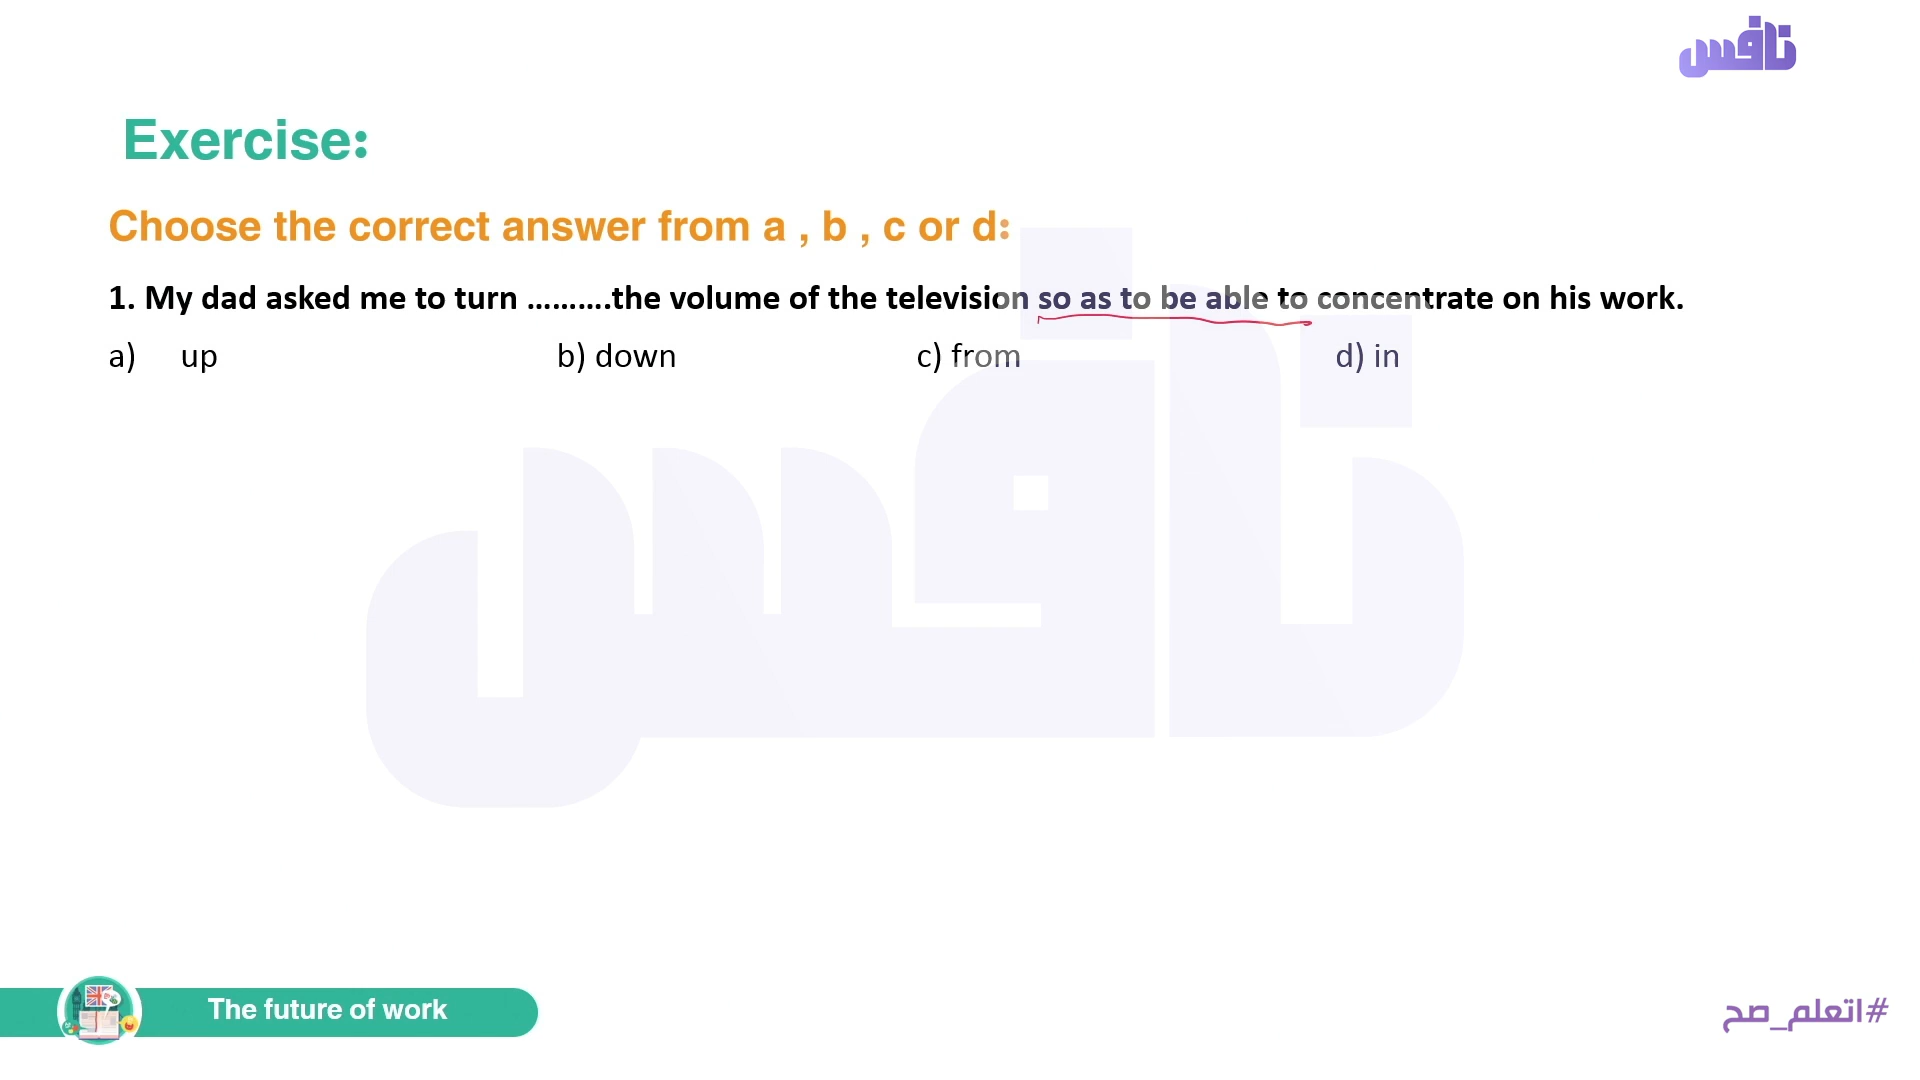 نافس
Exercise:
Choose the correct answer from a , b , c or d:
1. My dad asked me to turn ……….the volume of the television so as to be able to concentrate on his work.
a) up b) down c) from d) in
نافس
The future of work
#اتعلم_صح